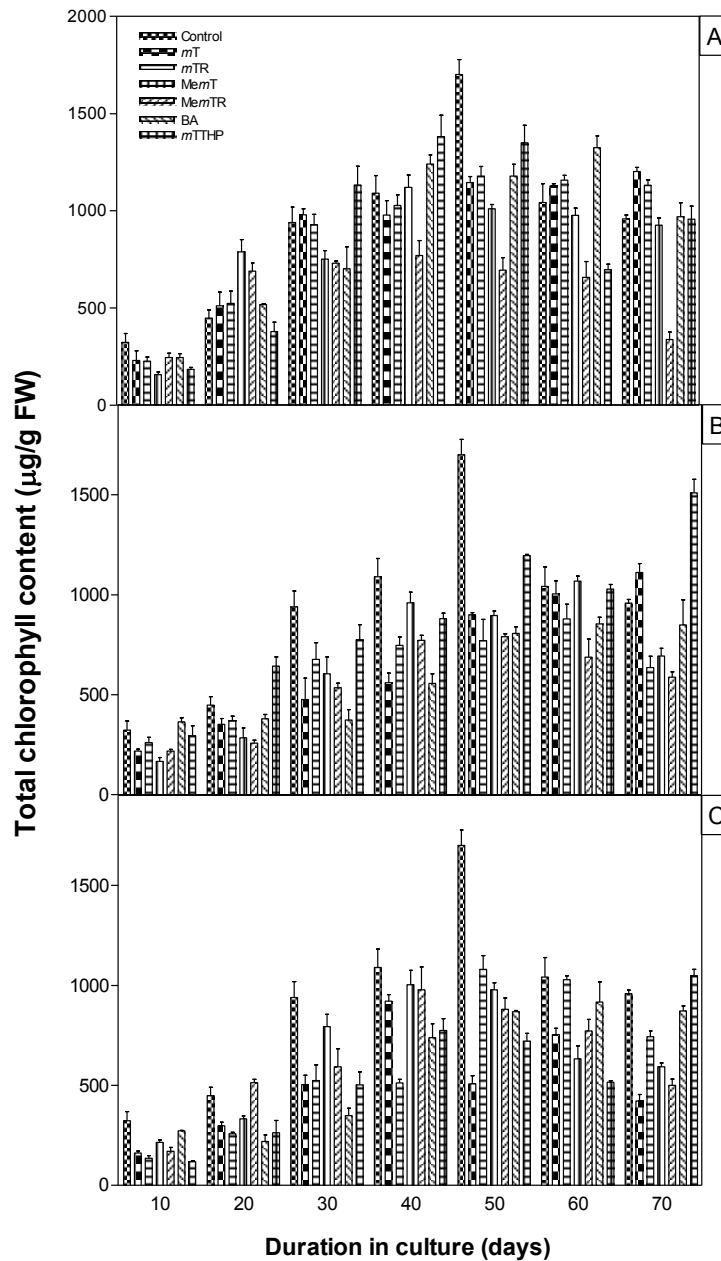 2000
A
Control
mT
mTR
MemT
MemTR
BA
mTTHP
1500
1000
500
0
B
1500
1000
500
0
C
1500
1000
500
0
Total chlorophyll content (µg/g FW)
10 20 30 40 50 60 70
Duration in culture (days)